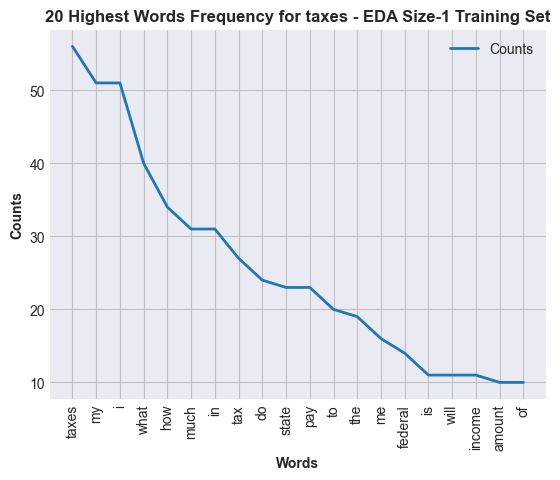 20 Highest Words Frequency for taxes - EDA Size-1 Training Set
Counts
50
40
30
20
10
Counts
taxes
my
i
what
how
much
in
tax
do
state
pay
to
the
me
federal
is
will
income
amount
of
Words